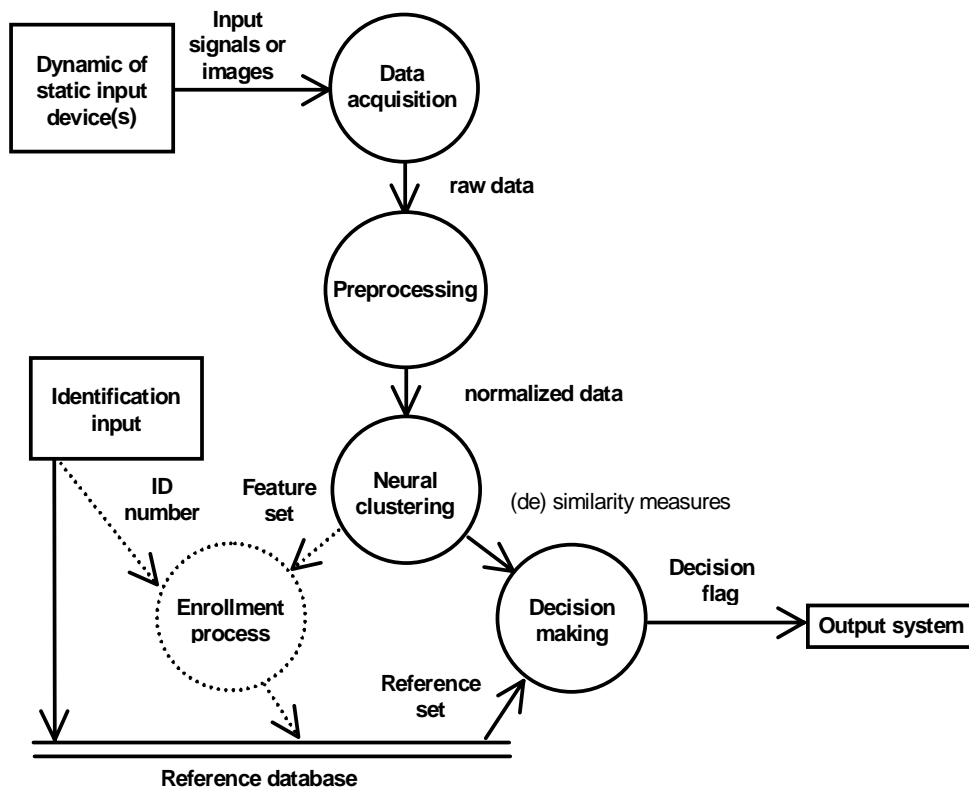 Input
signals or
images
Dynamic of
static input
device(s)
Data
acquisition
raw data
Preprocessing
normalized data
Identification
input
Neural
clustering
ID
number
Feature
set
(de) similarity measures
Enrollment
process
Decision
making
Decision
flag
Output system
Reference
set
Reference database